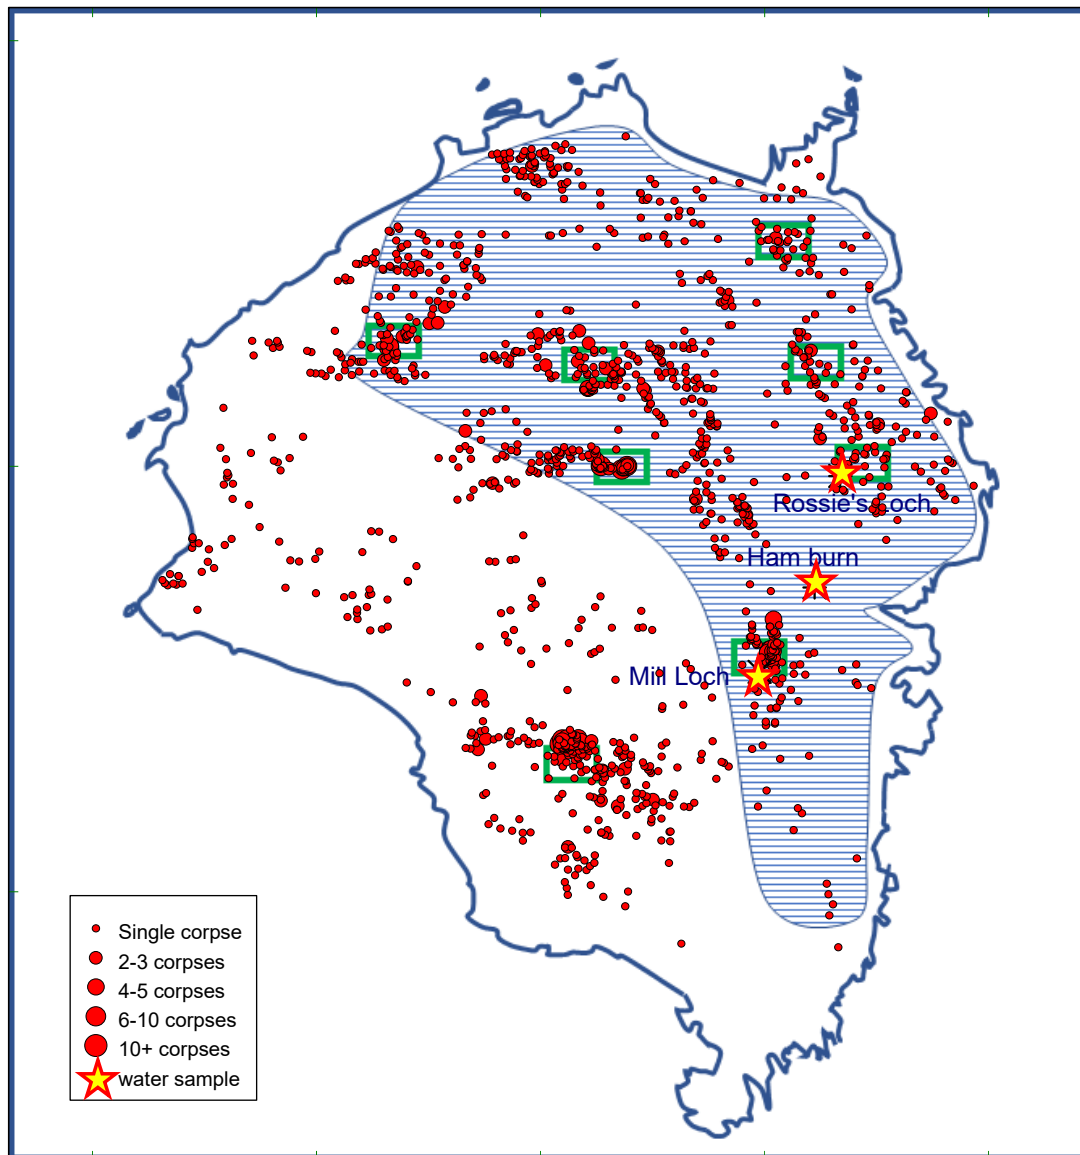 Rossie's Loch
Ham burn
Mill Loch
Single corpse
2-3 corpses
4-5 corpses
6-10 corpses
10+ corpses
water sample